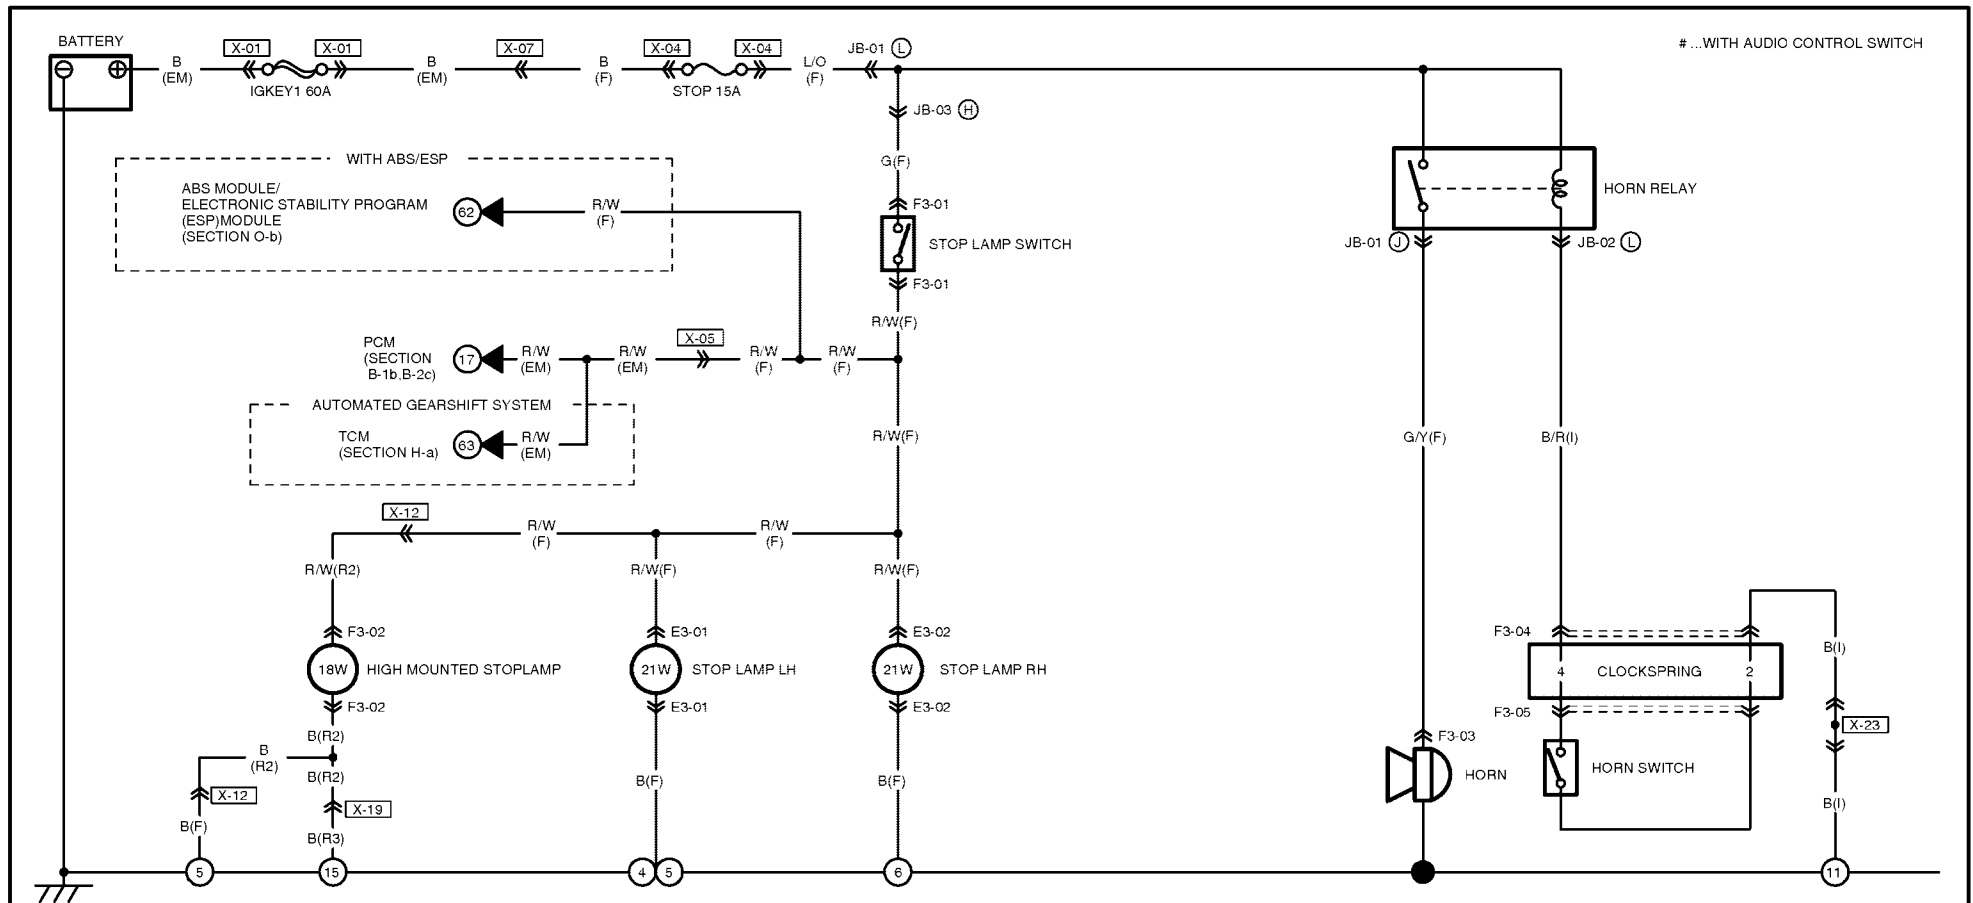 BATTERY
X-01
X-01
X-07
X-04
X-04
JB-01 L
# ...WITH AUDIO CONTROL SWITCH
B
(EM)
B
(EM)
B
(F)
L/O
(F)
IGKEY1 60A
STOP 15A
JB-03 H
G(F)
WITH ABS/ESP
ABS MODULE/
ELECTRONIC STABILITY PROGRAM
(ESP)MODULE
(SECTION O-b)
62
R/W
(F)
F3-01
STOP LAMP SWITCH
F3-01
R/W(F)
HORN RELAY
JB-01 J
JB-02 L
PCM
(SECTION
B-1b,B-2c)
17
R/W
(EM)
R/W
(EM)
X-05
R/W
(F)
R/W
(F)
AUTOMATED GEARSHIFT SYSTEM
TCM
(SECTION H-a)
63
R/W
(EM)
R/W(F)
G/Y(F)
B/R(I)
X-12
R/W
(F)
R/W
(F)
R/W(R2)
R/W(F)
R/W(F)
F3-02
E3-01
E3-02
18W
HIGH MOUNTED STOPLAMP
21W
STOP LAMP LH
21W
STOP LAMP RH
F3-02
E3-01
E3-02
F3-04
4
CLOCKSPRING
2
B(I)
F3-05
X-23
B(R2)
B
(R2)
B(R2)
X-12
X-19
B(F)
B(R3)
B(F)
B(F)
F3-03
HORN
HORN SWITCH
B(I)
5
15
4
5
6
11